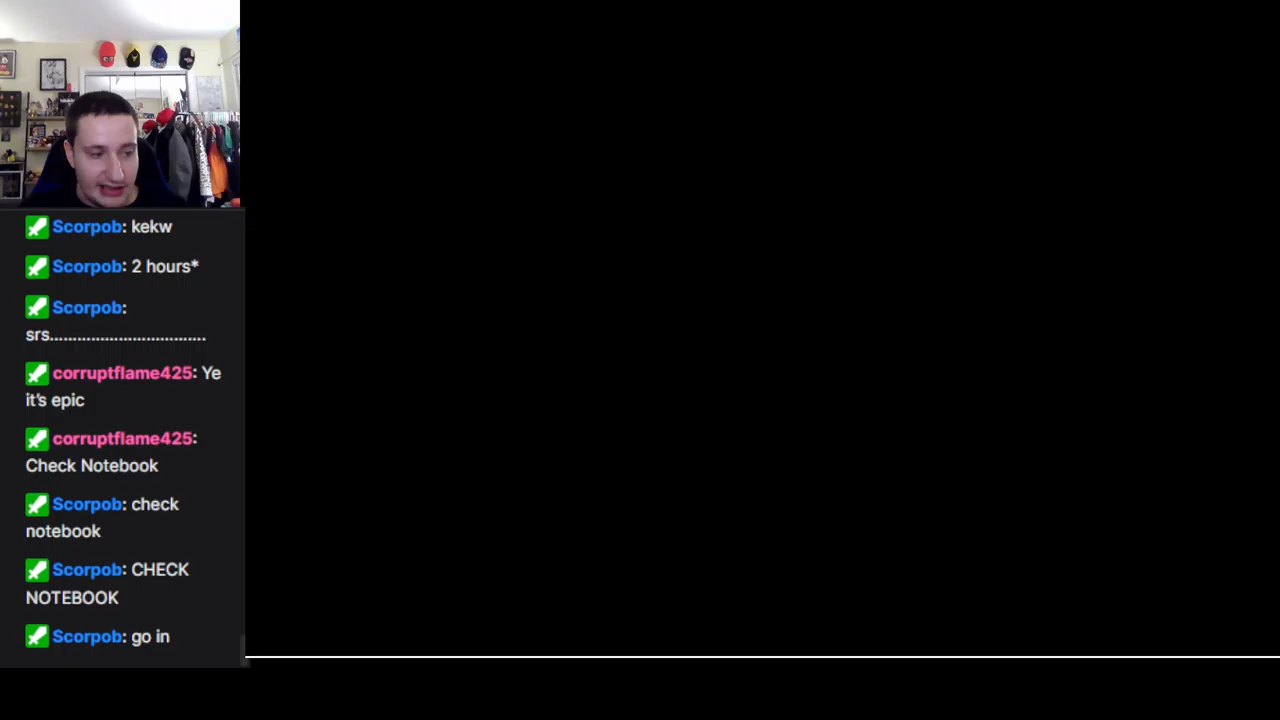 Scorpob: kekw
Scorpob: 2 hours*
Scorpob:
srs..................................
corruptflame425: Ye
it's epic
corruptflame425:
Check Notebook
Scorpob: check
notebook
Scorpob: CHECK
NOTEBOOK
Scorpob: go in